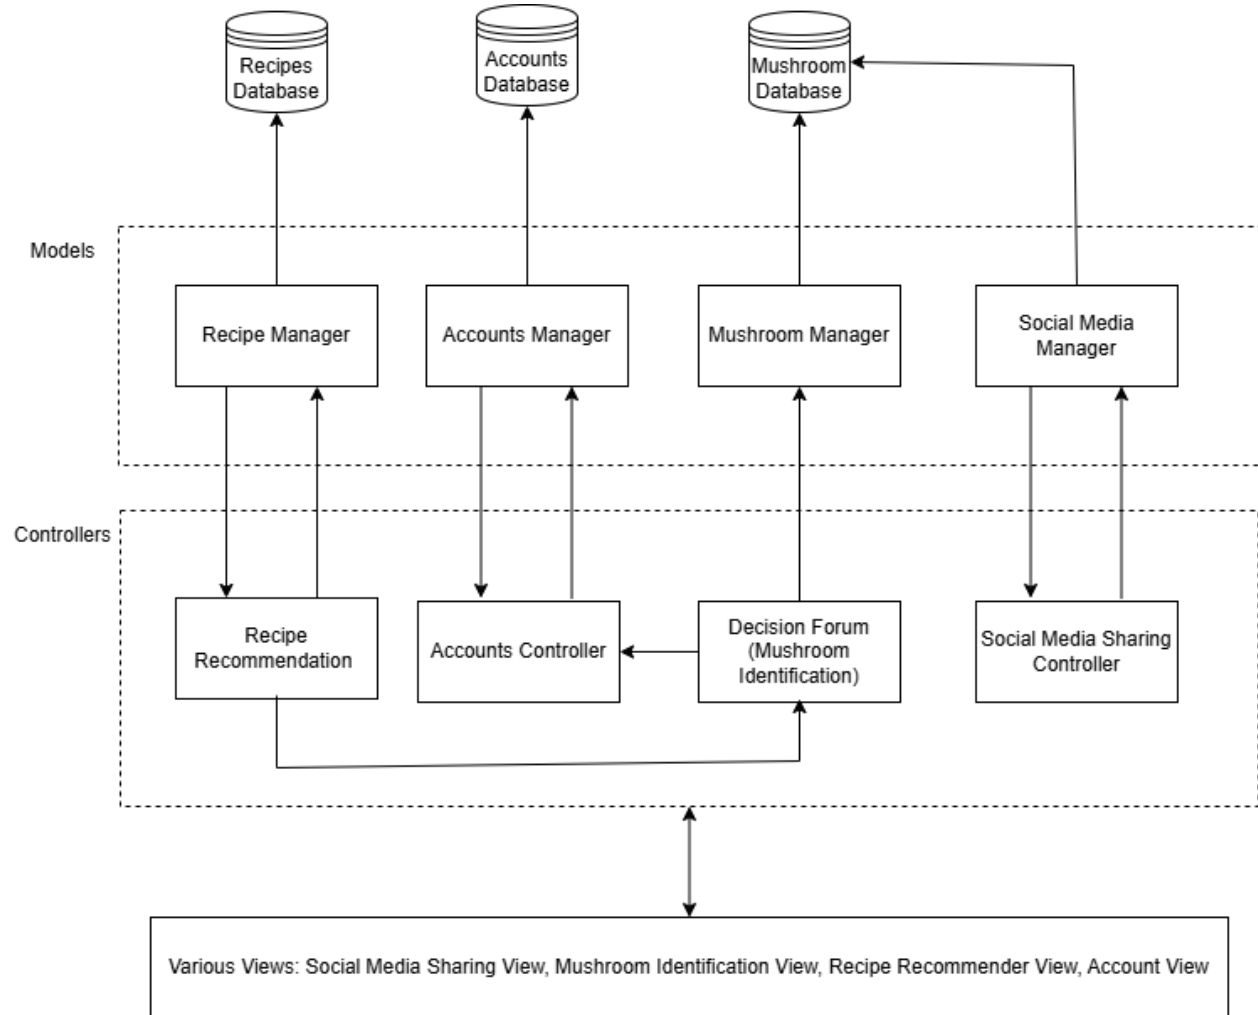 Recipes
Database
Accounts
Database
Mushroom
Database
Models
Recipe Manager
Accounts Manager
Mushroom Manager
Social Media
Manager
Controllers
Recipe
Recommendation
Accounts Controller
Decision Forum
(Mushroom
Identification)
Social Media Sharing
Controller
Various Views: Social Media Sharing View, Mushroom Identification View, Recipe Recommender View, Account View